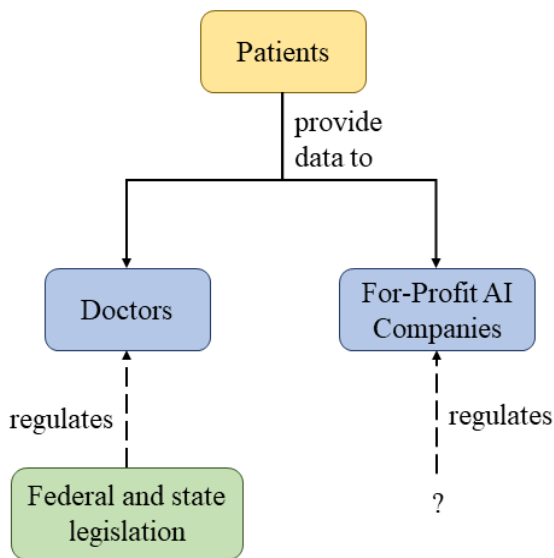 Patients
provide
data to
Doctors
For-Profit AI
Companies
regulates
regulates
Federal and state
legislation
?